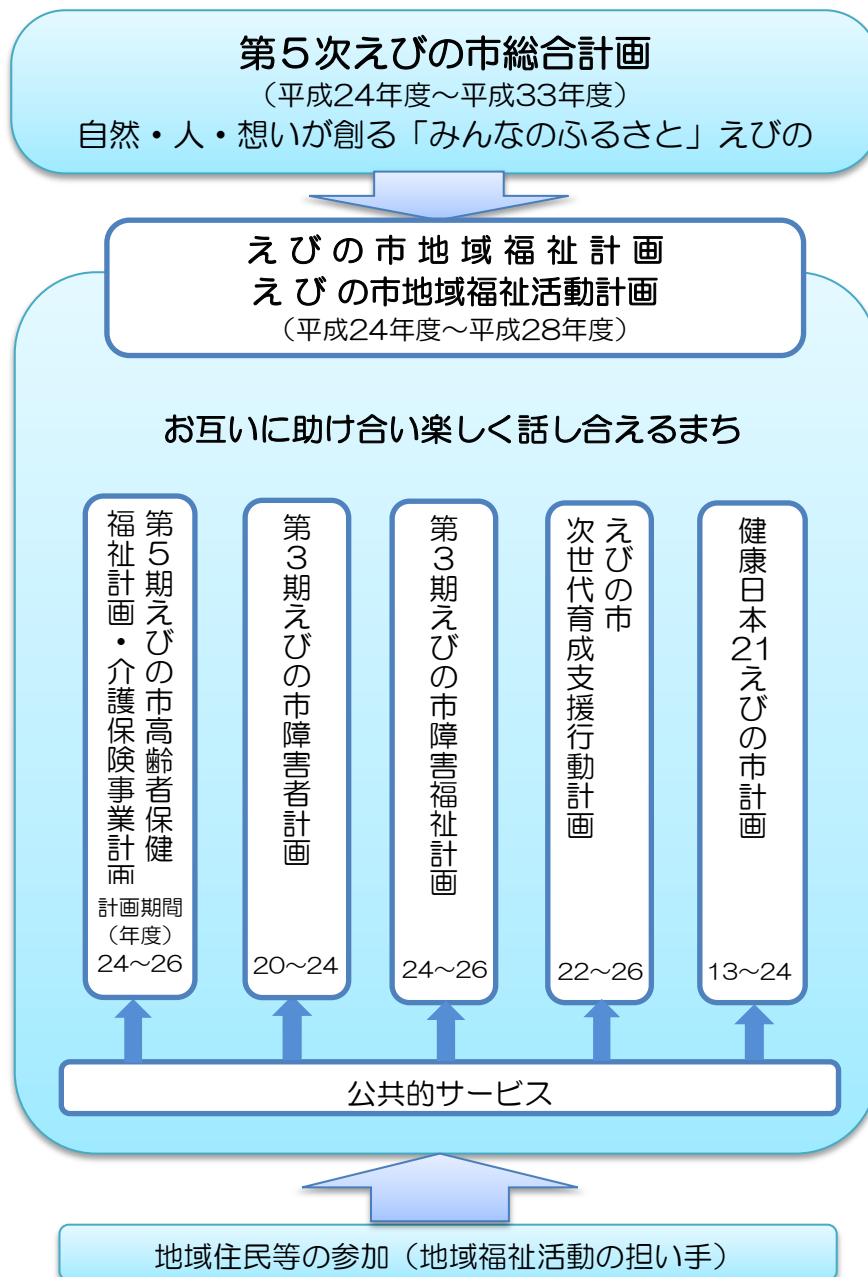 第5次えびの市総合計画
（平成24年度～平成33年度）
自然・人・想いが創る「みんなのふるさと」えびの
えびの市地域福祉計画
えびの市地域福祉活動計画
（平成24年度～平成28年度）
お互いに助け合い楽しく話し合えるまち
第5期えびの市高齢者保健
福祉計画・介護保険事業計画
計画期間
（年度）
24～26
第3期えびの市障害者計画
20～24
第3期えびの市障害福祉計画
24～26
えびの市
次世代育成支援行動計画
22～26
健康日本21えびの市計画
13～24
公共的サービス
地域住民等の参加（地域福祉活動の担い手）